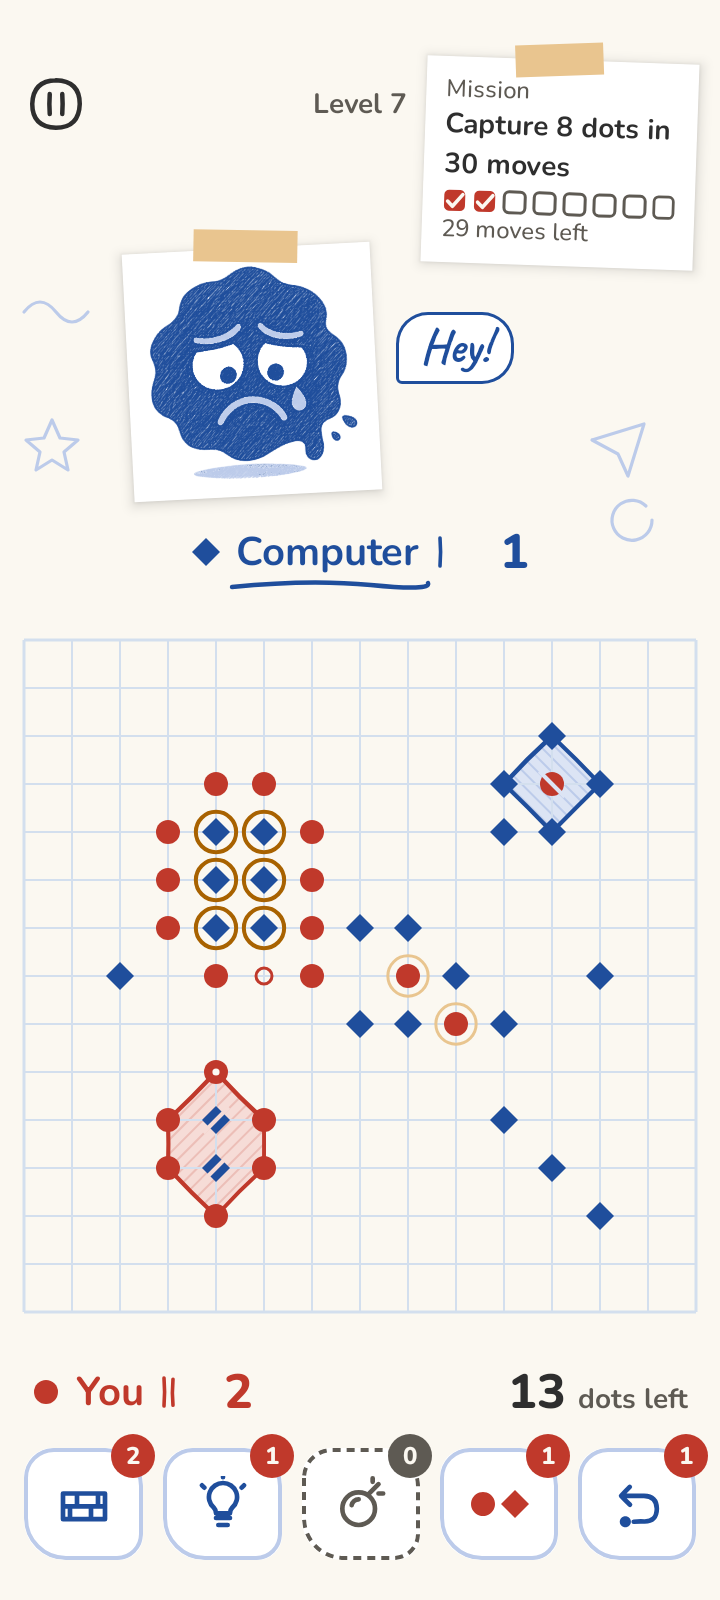 Level 7
Mission
Capture 8 dots in
30 moves
29 moves left
Hey!
Computer 1
You 2
13 dots left
2 1 0 1 1